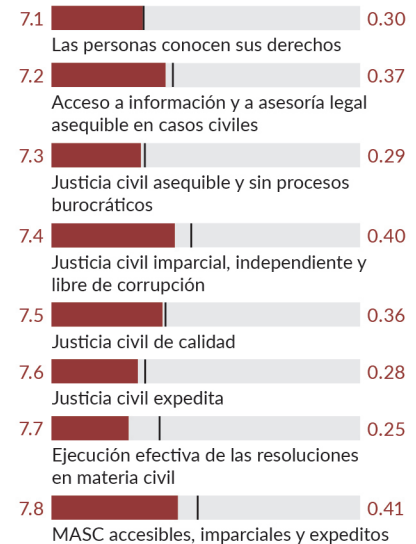 7.1 0.30
Las personas conocen sus derechos
7.2 0.37
Acceso a información y a asesoría legal
asequible en casos civiles
7.3 0.29
Justicia civil asequible y sin procesos
burocráticos
7.4 0.40
Justicia civil imparcial, independiente y
libre de corrupción
7.5 0.36
Justicia civil de calidad
7.6 0.28
Justicia civil expedita
7.7 0.25
Ejecución efectiva de las resoluciones
en materia civil
7.8 0.41
MASC accesibles, imparciales y expeditos